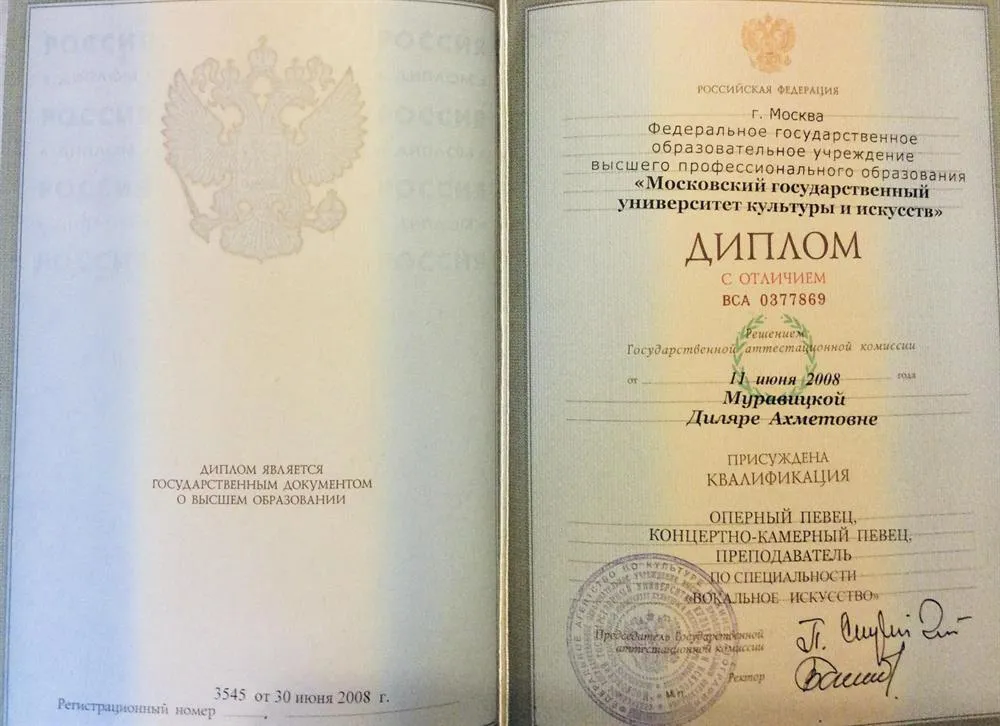 ДИПЛОМ ЯВЛЯЕТСЯ
ГОСУДАРСТВЕННЫМ ДОКУМЕНТОМ
О ВЫСШЕМ ОБРАЗОВАНИИ
Регистрационный номер 3545 от 30 июня 2008 г.
РОССИЙСКАЯ ФЕДЕРАЦИЯ
г. Москва
Федеральное государственное
образовательное учреждение
высшего профессионального образования
«Московский государственный
университет культуры и искусств»
ДИПЛОМ
С ОТЛИЧИЕМ
ВСА 0377869
Решением
Государственной аттестационной комиссии
от 11 июня 2008 года
Муравицкой
Диляре Ахметовне
ПРИСУЖДЕНА
КВАЛИФИКАЦИЯ
ОПЕРНЫЙ ПЕВЕЦ,
КОНЦЕРТНО-КАМЕРНЫЙ ПЕВЕЦ,
ПРЕПОДАВАТЕЛЬ
ПО СПЕЦИАЛЬНОСТИ
«ВОКАЛЬНОЕ ИСКУССТВО»
Председатель Государственной
аттестационной комиссии
Ректор
М.п.